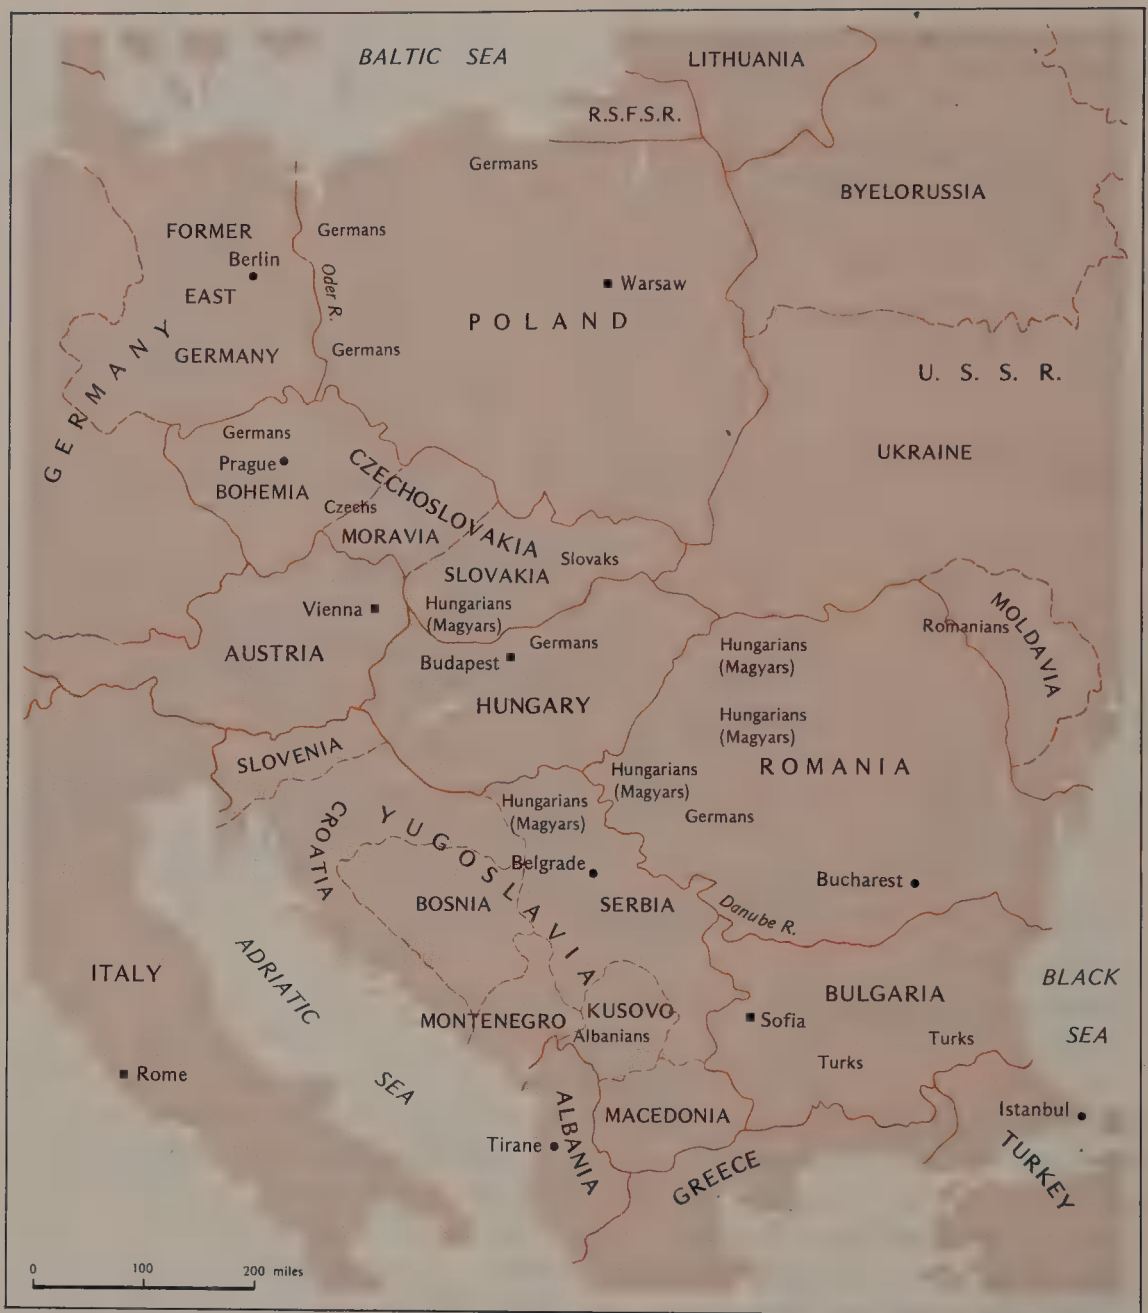 BALTIC SEA
LITHUANIA
R.S.F.S.R.
Germans
BYELORUSSIA
FORMER
Germans
Berlin
Oder R.
EAST
Warsaw
POLAND
GERMANY
GERMANY
Germans
U. S. S. R.
Germans
Prague
BOHEMIA
CZECHOSLOVAKIA
UKRAINE
Czechs
MORAVIA
Slovaks
SLOVAKIA
Vienna
Hungarians
(Magyars)
MOLDAVIA
Romanians
AUSTRIA
Germans
Budapest
Hungarians
(Magyars)
HUNGARY
Hungarians
(Magyars)
SLOVENIA
ROMANIA
Hungarians
(Magyars)
Hungarians
(Magyars)
CROATIA
YUGOSLAVIA
Germans
Belgrade
Bucharest
BOSNIA
SERBIA
Danube R.
ADRIATIC
SEA
ITALY
BLACK
SEA
BULGARIA
KUSOVO
MONTENEGRO
Albanians
Sofia
Turks
Turks
Rome
ALBANIA
MACEDONIA
Istanbul
Tirane
GREECE
TURKEY
0 100 200 miles